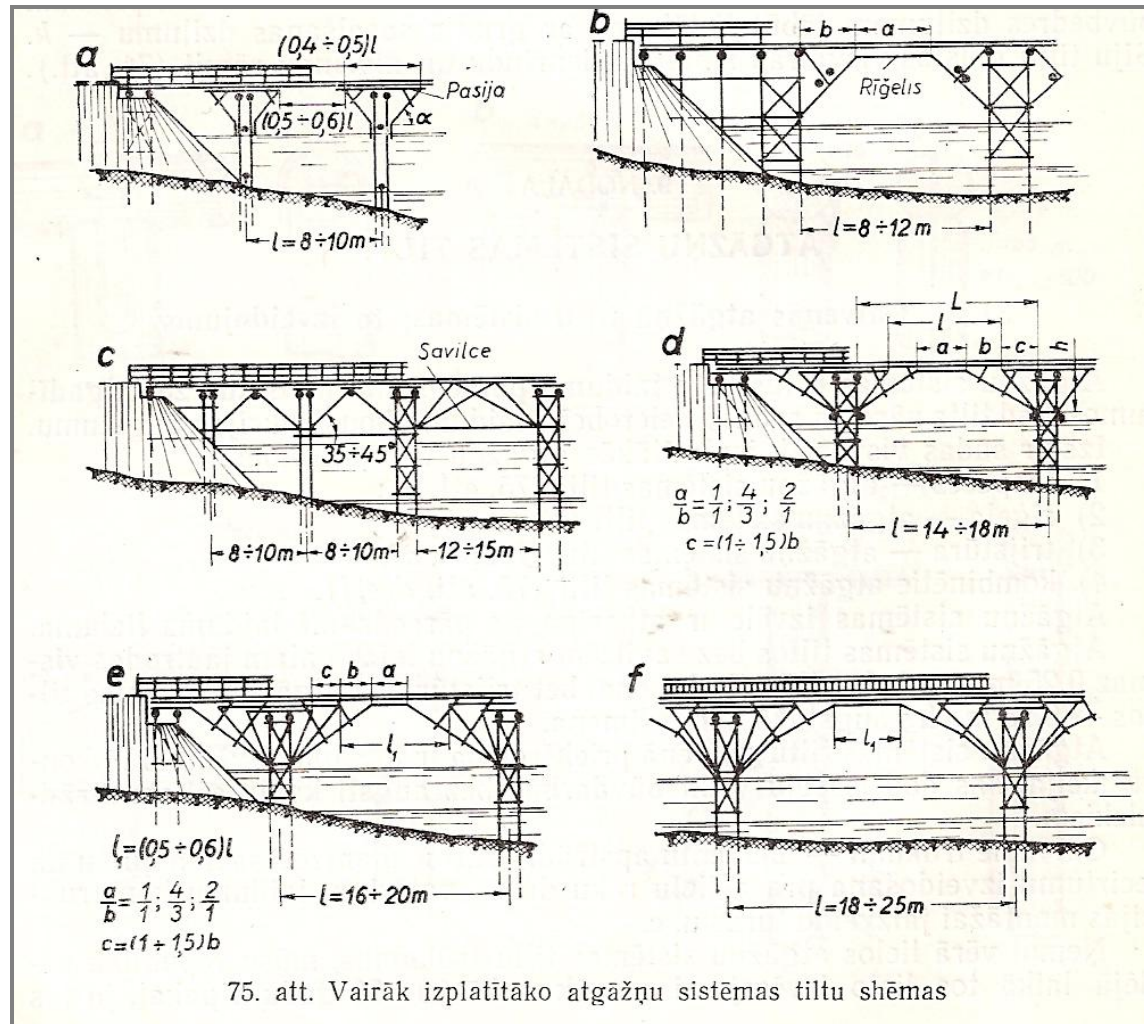 a
(0,4÷0,5)l
Pasija
(0,5÷0,6)l
α
l=8÷10m
b
b a
Rīģelis
l=8÷12m
c
Savilce
35÷45°
8÷10m 8÷10m 12÷15m
d
L
l
a b c h
a/b=1/1; 4/3; 2/1
c=(1÷1,5)b
l=14÷18m
e
c b a
l₁
l₁=(0,5÷0,6)l
a/b=1/1; 4/3; 2/1
c=(1÷1,5)b
l=16÷20m
f
l₁
l=18÷25m
75. att. Vairāk izplatītāko atgāžņu sistēmas tiltu shēmas